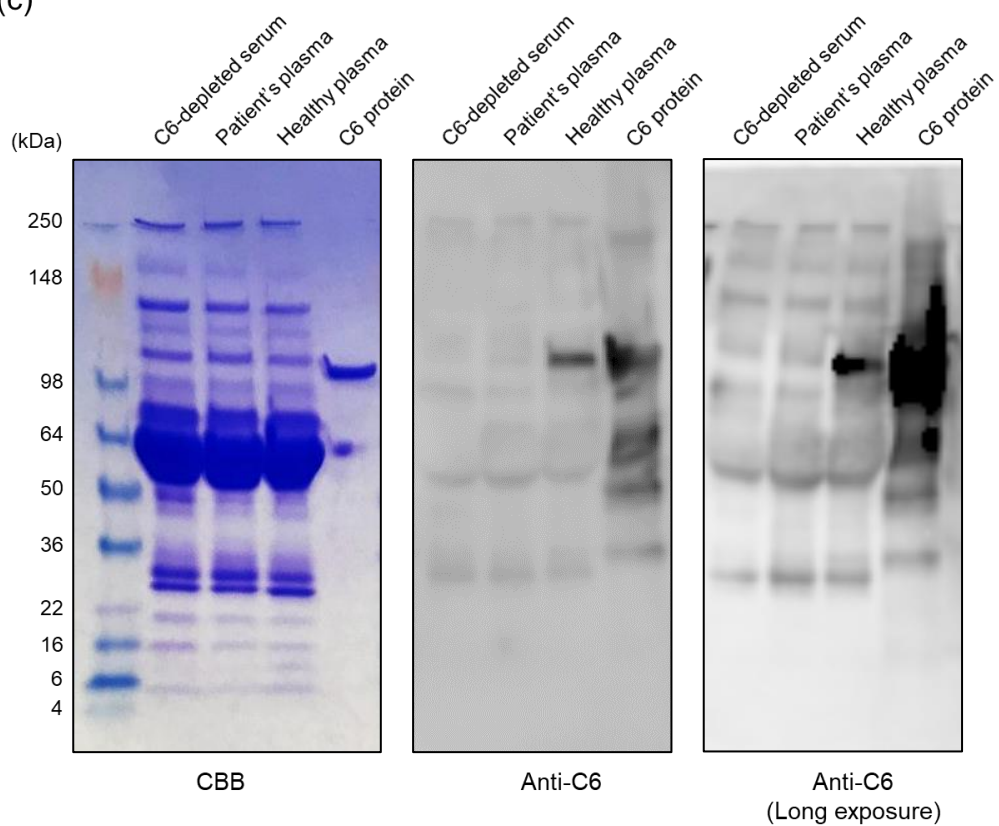 (c)
C6-depleted serum
Patient's plasma
Healthy plasma
C6 protein
C6-depleted serum
Patient's plasma
Healthy plasma
C6 protein
C6-depleted serum
Patient's plasma
Healthy plasma
C6 protein
(kDa)
250
148
98
64
50
36
22
16
6
4
CBB
Anti-C6
Anti-C6
(Long exposure)